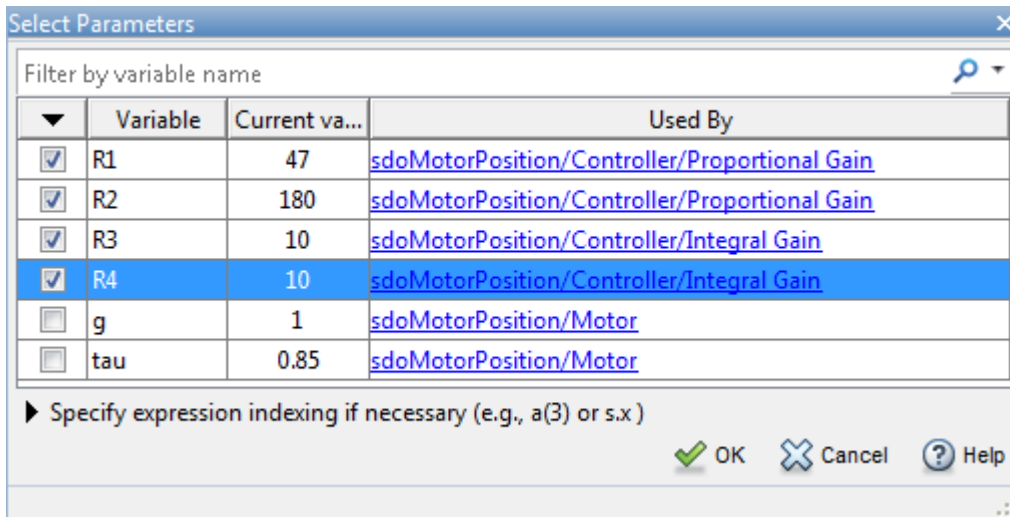 Select Parameters
Filter by variable name
Variable Current va... Used By
R1 47 sdoMotorPosition/Controller/Proportional Gain
R2 180 sdoMotorPosition/Controller/Proportional Gain
R3 10 sdoMotorPosition/Controller/Integral Gain
R4 10 sdoMotorPosition/Controller/Integral Gain
g 1 sdoMotorPosition/Motor
tau 0.85 sdoMotorPosition/Motor
Specify expression indexing if necessary (e.g., a(3) or s.x )
OK Cancel Help